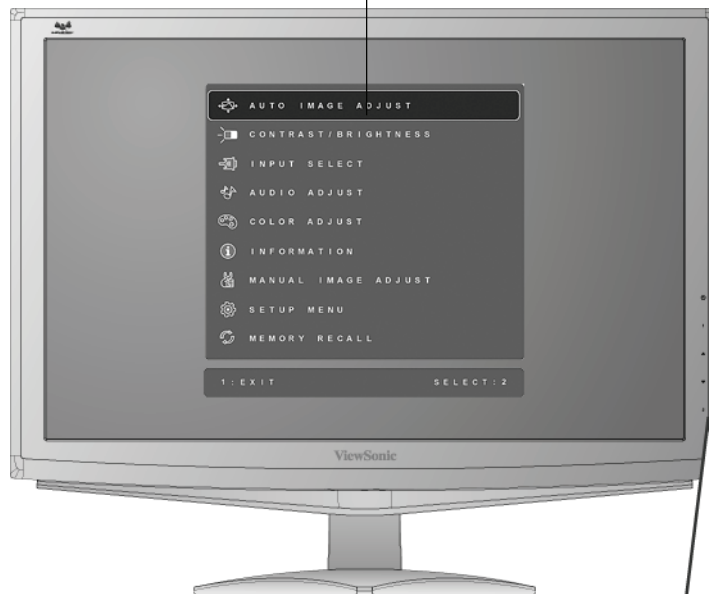 AUTO IMAGE ADJUST
CONTRAST/BRIGHTNESS
INPUT SELECT
AUDIO ADJUST
COLOR ADJUST
INFORMATION
MANUAL IMAGE ADJUST
SETUP MENU
MEMORY RECALL
1:EXIT SELECT:2
ViewSonic